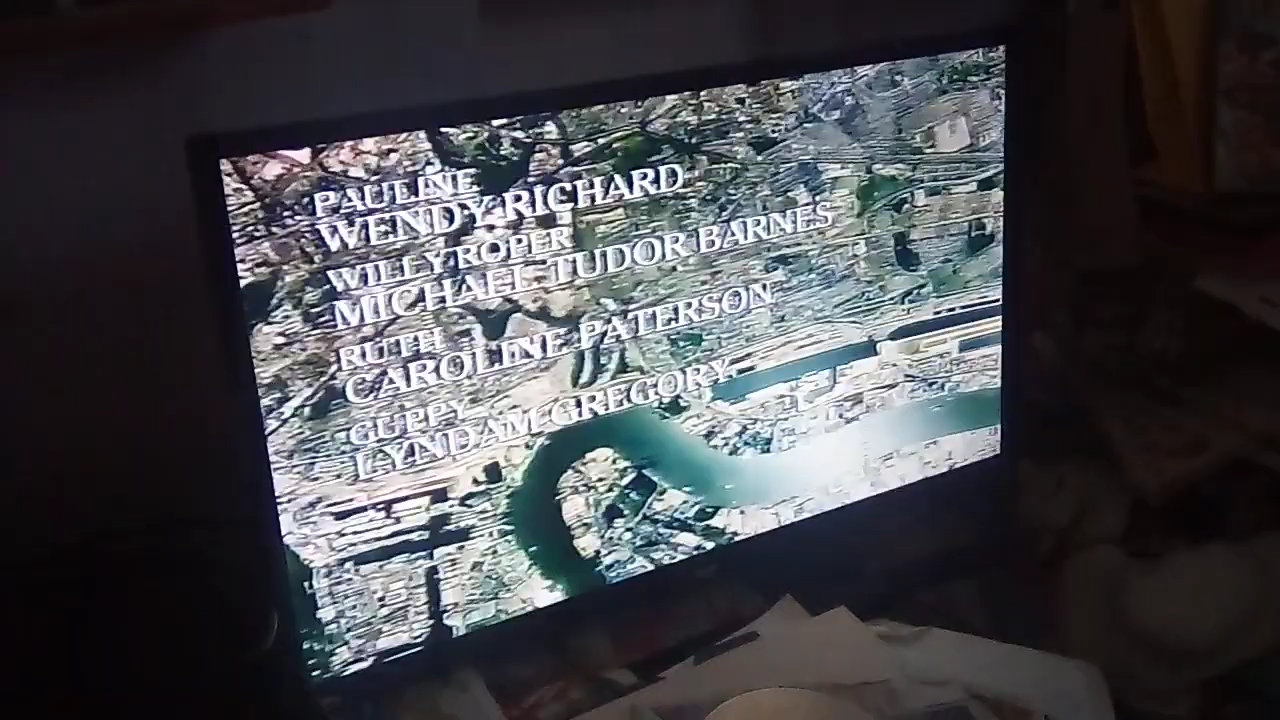 PAULINE
WENDY RICHARD
WILLY ROPER
MICHAEL TUDOR BARNES
RUTH
CAROLINE PATERSON
GUPPY
LYNDAM GREGORY